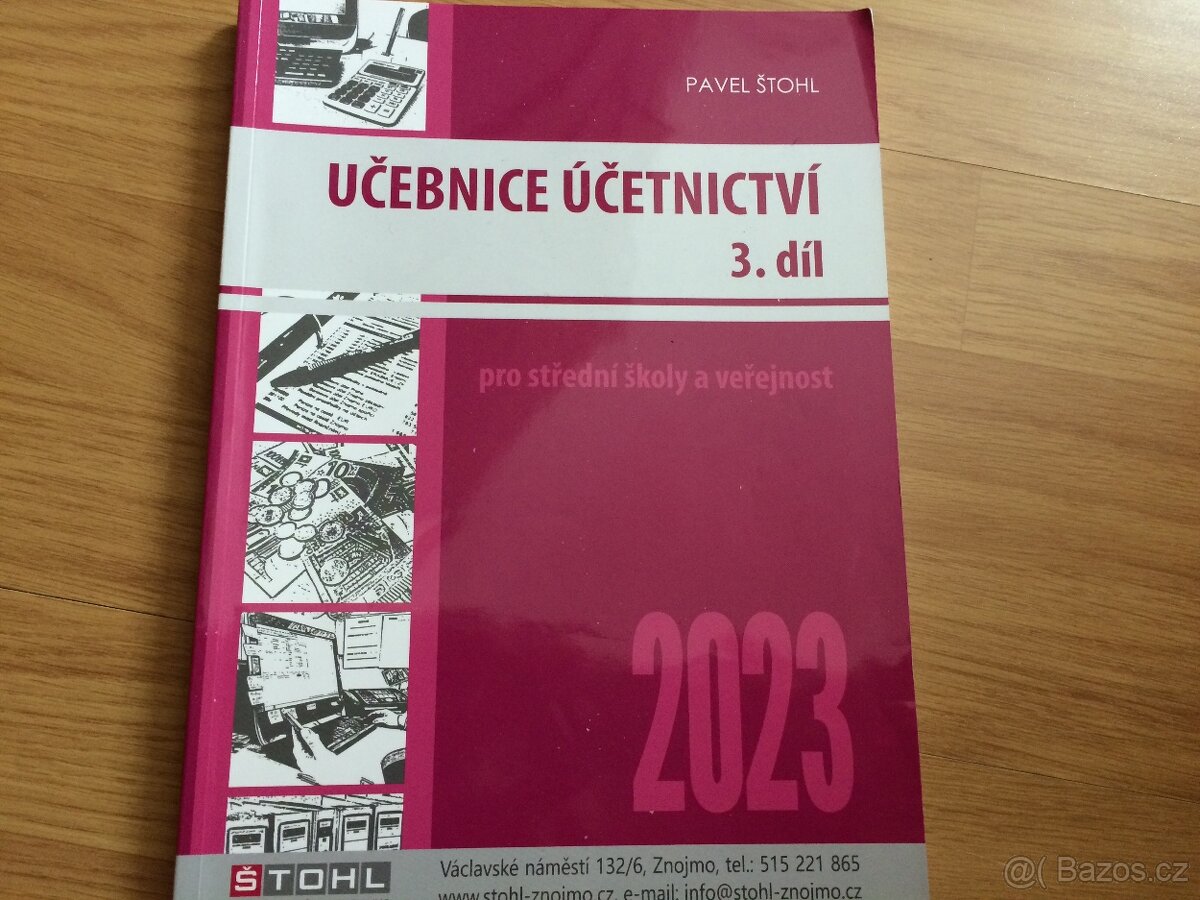 PAVEL ŠTOHL
UČEBNICE ÚČETNICTVÍ
3. díl
pro střední školy a veřejnost
10
2023
ŠTOHL
Václavské náměstí 132/6, Znojmo, tel.: 515 221 865
www.stohl-znojmo.cz, e-mail: info@stohl-znojmo.cz
@( Bazos.cz